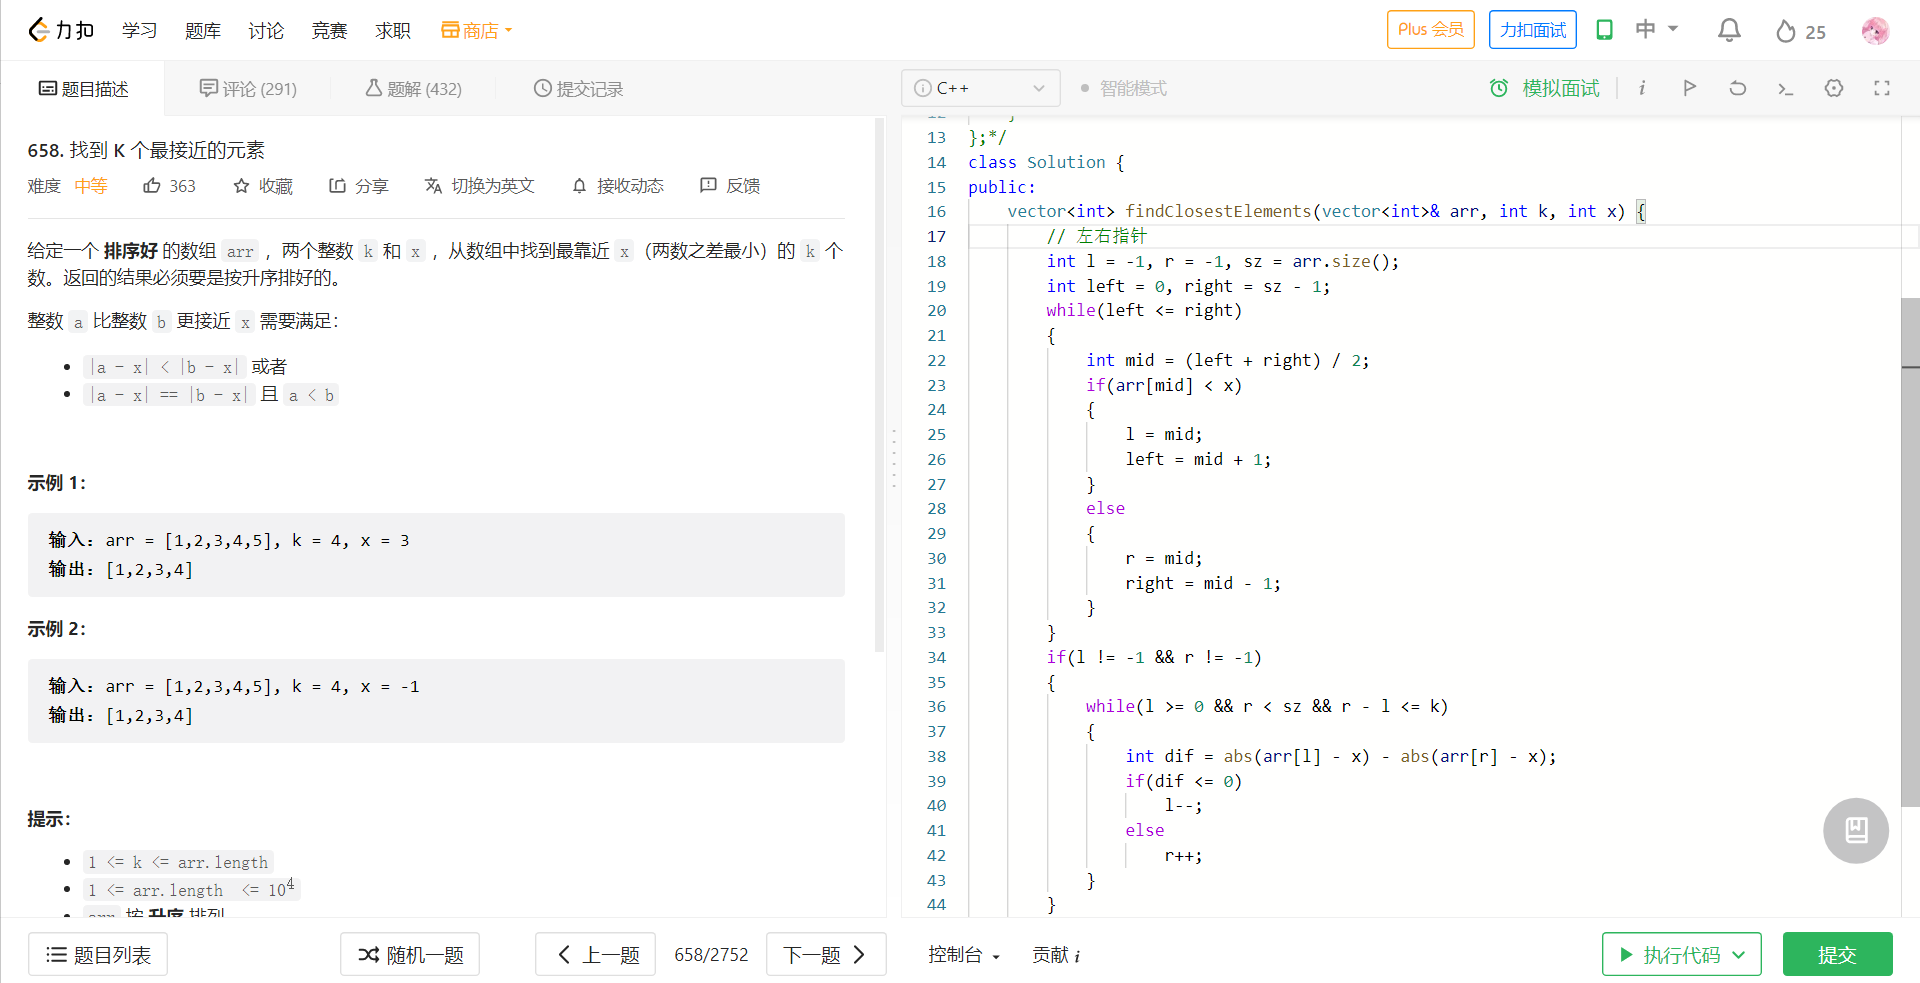 力扣 学习 题库 讨论 竞赛 求职 商店 Plus 会员 力扣面试 中 25
题目描述 评论 (291) 题解 (432) 提交记录 i C++ 智能模式 模拟面试 i
658. 找到 K 个最接近的元素
难度 中等 363 收藏 分享 切换为英文 接收动态 反馈
给定一个 排序好 的数组 arr ，两个整数 k 和 x ，从数组中找到最靠近 x（两数之差最小）的 k 个
数。返回的结果必须要是按升序排好的。
整数 a 比整数 b 更接近 x 需要满足：
|a - x| < |b - x| 或者
|a - x| == |b - x| 且 a < b
示例 1：
输入：arr = [1,2,3,4,5], k = 4, x = 3
输出：[1,2,3,4]
示例 2：
输入：arr = [1,2,3,4,5], k = 4, x = -1
输出：[1,2,3,4]
提示：
1 <= k <= arr.length
1 <= arr.length <= 10⁴
arr 按 升序 排列
12 }
13 };*/
14 class Solution {
15 public:
16 vector<int> findClosestElements(vector<int>& arr, int k, int x) {
17 // 左右指针
18 int l = -1, r = -1, sz = arr.size();
19 int left = 0, right = sz - 1;
20 while(left <= right)
21 {
22 int mid = (left + right) / 2;
23 if(arr[mid] < x)
24 {
25 l = mid;
26 left = mid + 1;
27 }
28 else
29 {
30 r = mid;
31 right = mid - 1;
32 }
33 }
34 if(l != -1 && r != -1)
35 {
36 while(l >= 0 && r < sz && r - l <= k)
37 {
38 int dif = abs(arr[l] - x) - abs(arr[r] - x);
39 if(dif <= 0)
40 l--;
41 else
42 r++;
43 }
44 }
题目列表 随机一题 上一题 658/2752 下一题 控制台 贡献 i 执行代码 提交